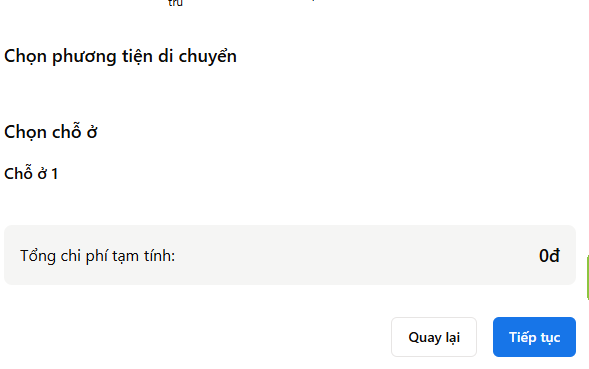 trú
Chọn phương tiện di chuyển
Chọn chỗ ở
Chỗ ở 1
Tổng chi phí tạm tính: 0đ
Quay lại Tiếp tục